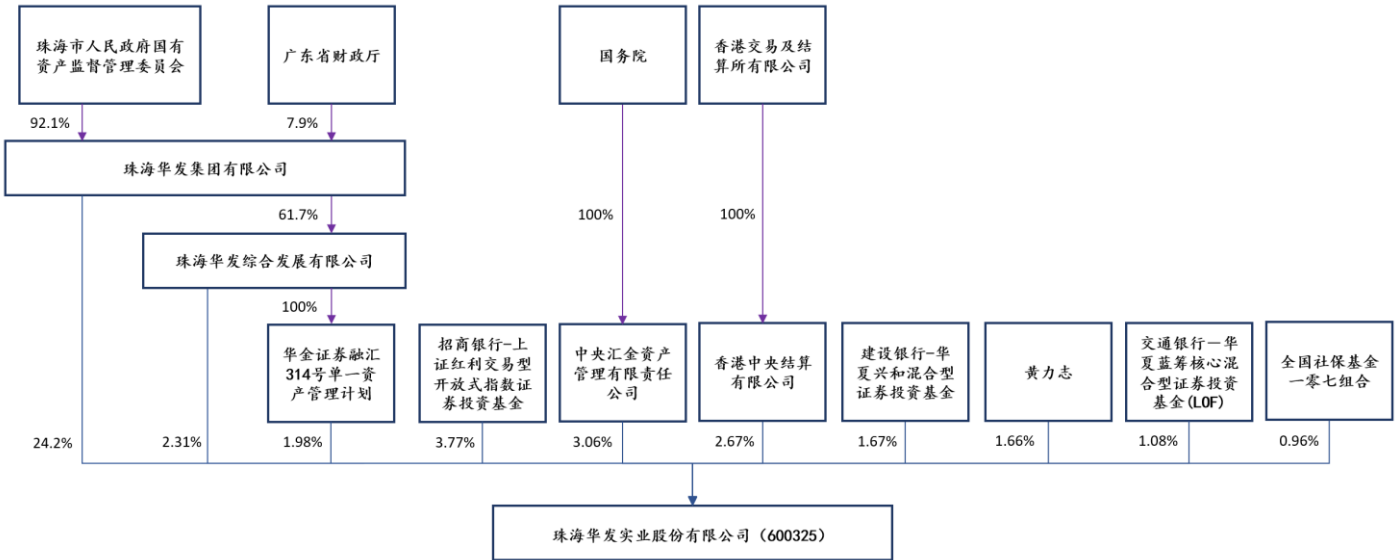 珠海市人民政府国有
资产监督管理委员会
广东省财政厅
国务院
香港交易及结
算所有限公司
92.1%
7.9%
珠海华发集团有限公司
61.7%
100%
100%
珠海华发综合发展有限公司
100%
华金证券融汇
314号单一资
产管理计划
招商银行-上
证红利交易型
开放式指数证
券投资基金
中央汇金资产
管理有限责任
公司
香港中央结算
有限公司
建设银行-华
夏兴和混合型
证券投资基金
黄力志
交通银行－华
夏蓝筹核心混
合型证券投资
基金(LOF)
全国社保基金
一零七组合
24.2%
2.31%
1.98%
3.77%
3.06%
2.67%
1.67%
1.66%
1.08%
0.96%
珠海华发实业股份有限公司（600325）